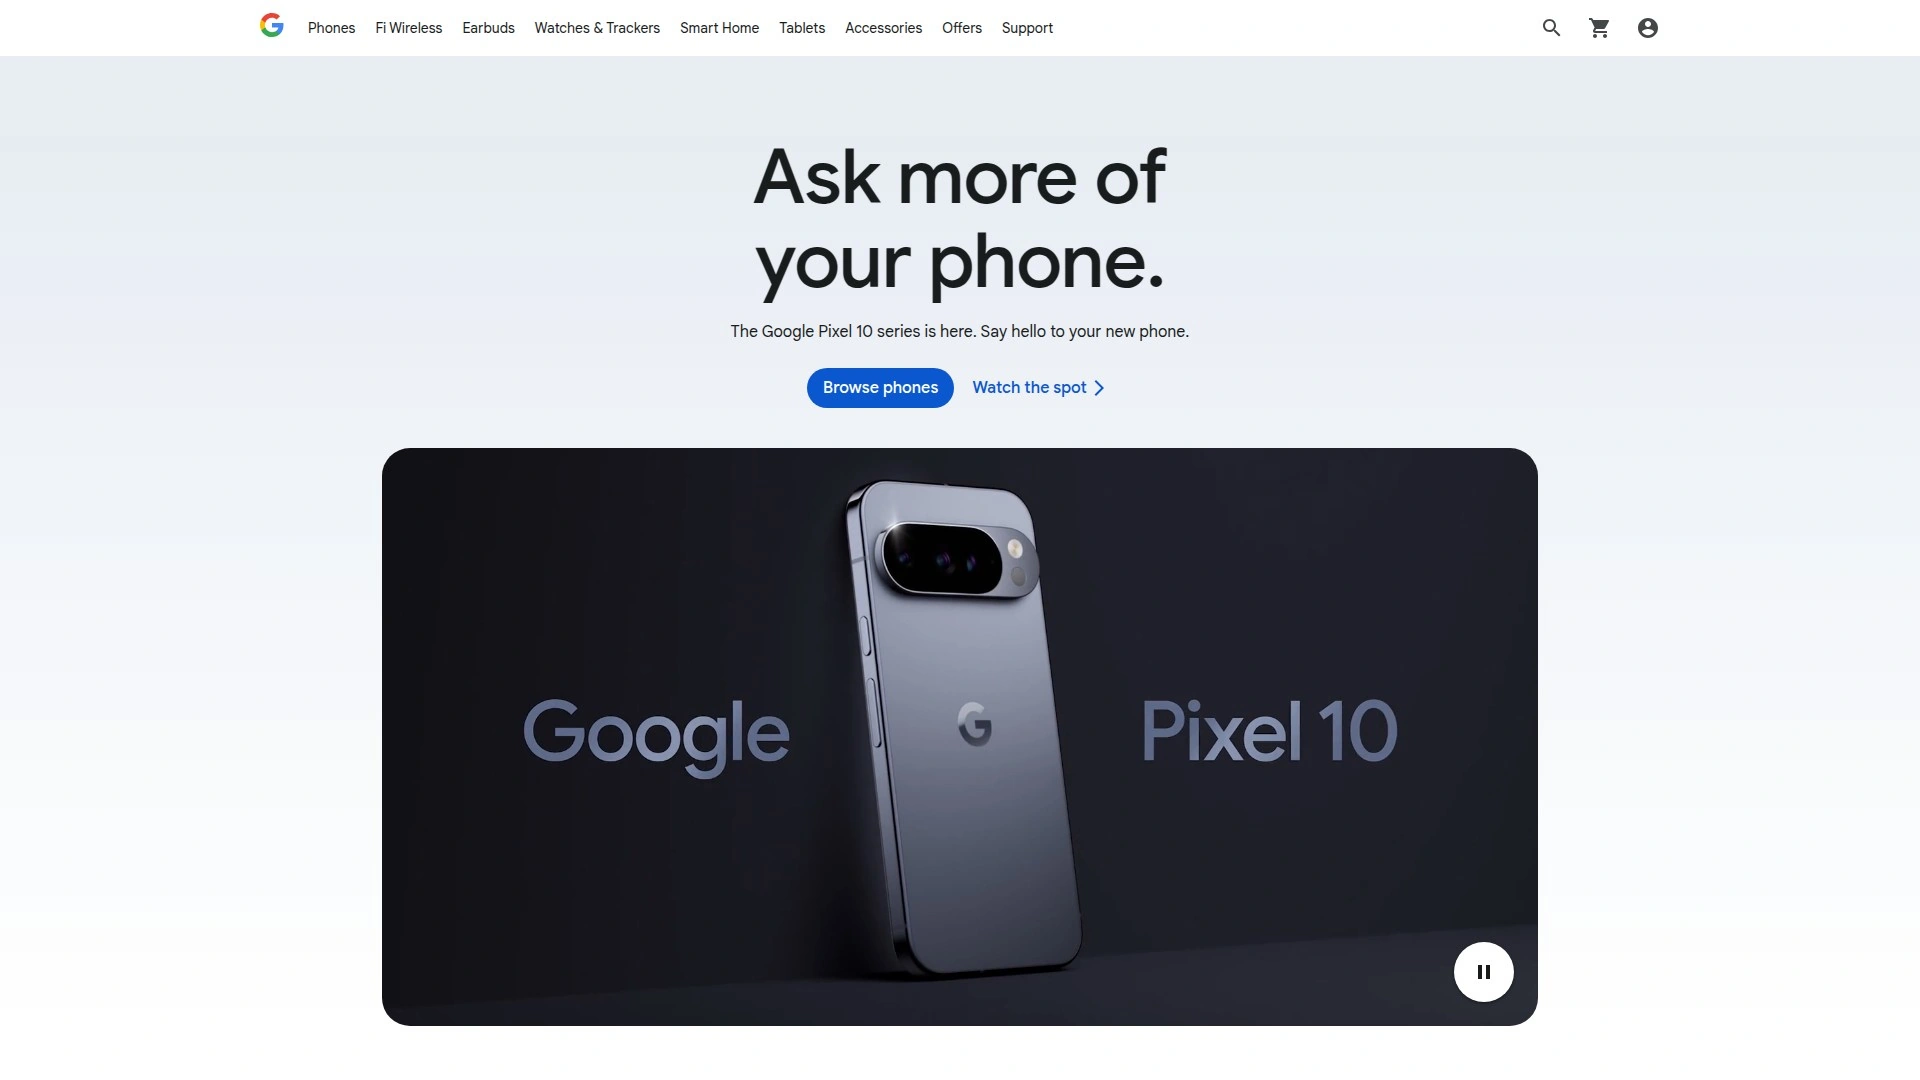 Phones Fi Wireless Earbuds Watches & Trackers Smart Home Tablets Accessories Offers Support
Ask more of
your phone.
The Google Pixel 10 series is here. Say hello to your new phone.
Browse phones Watch the spot
Google Pixel 10